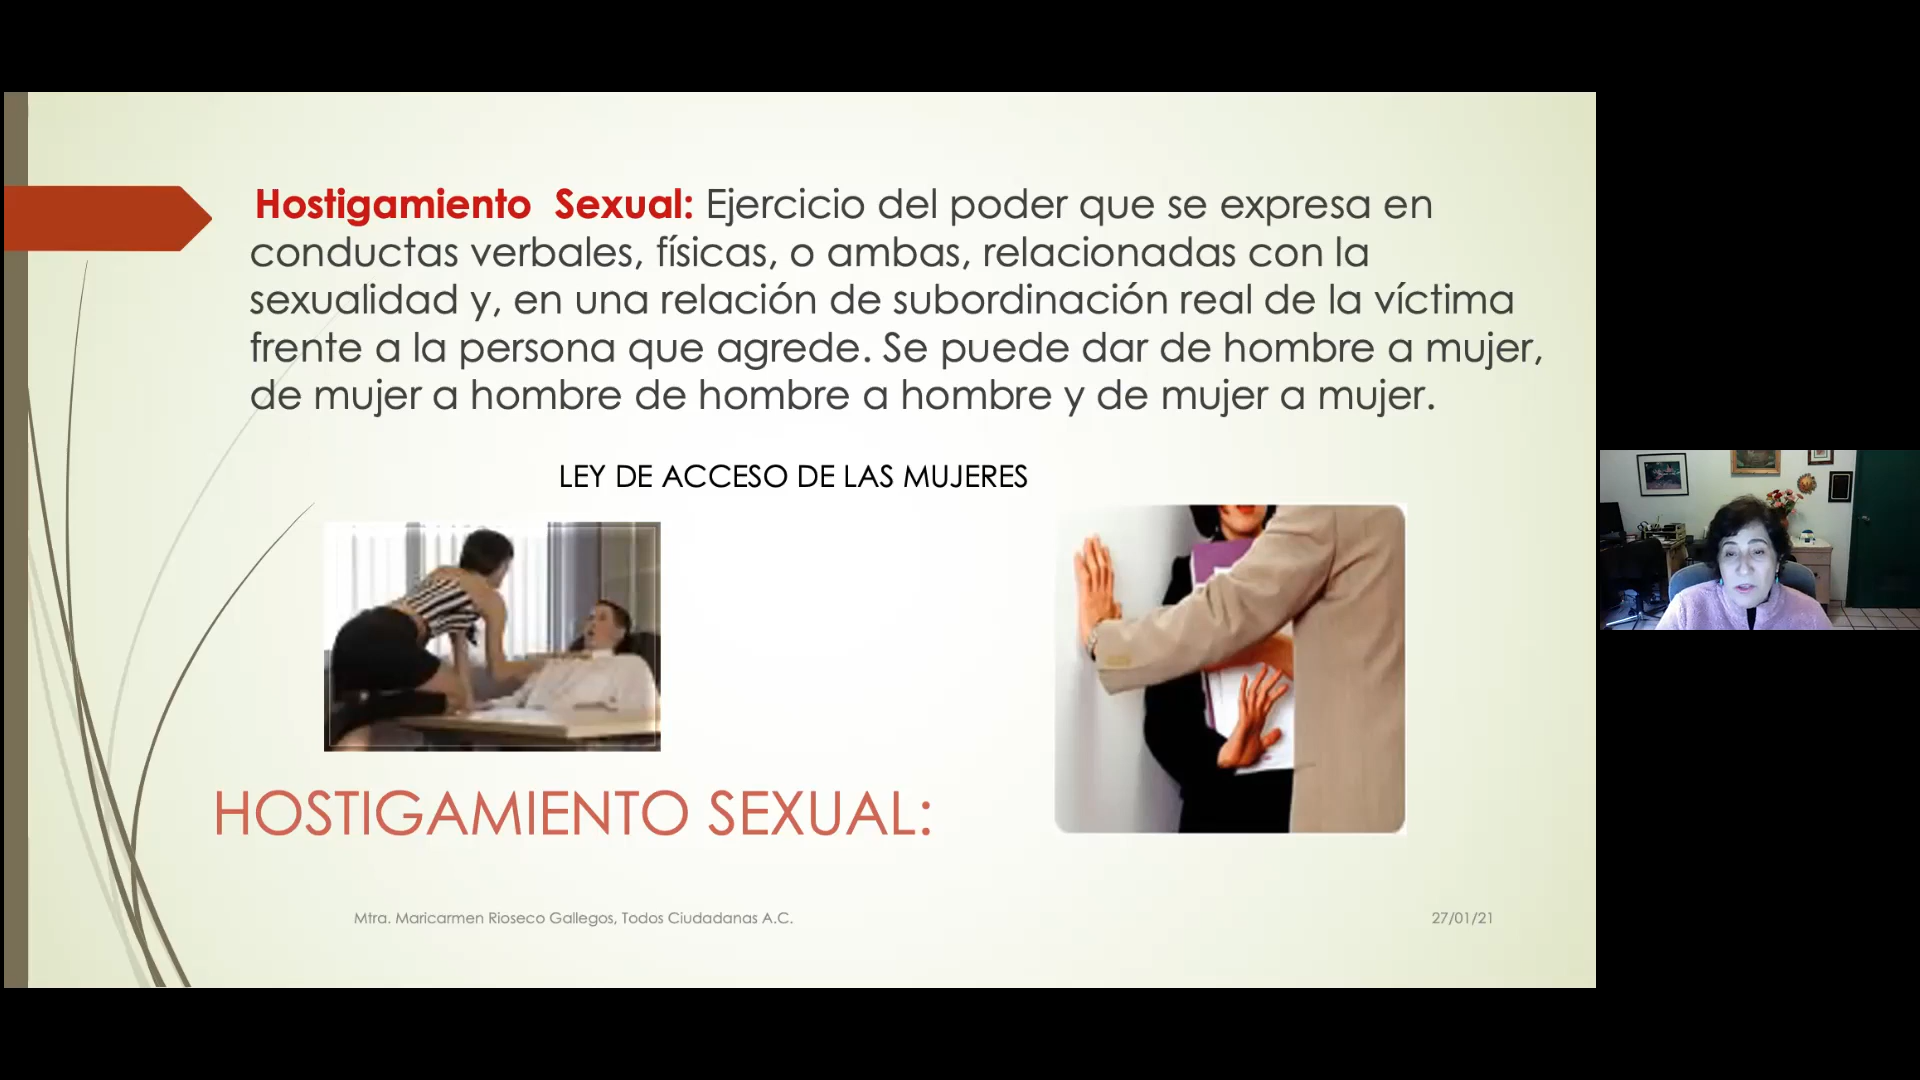 Hostigamiento  Sexual: Ejercicio del poder que se expresa en
conductas verbales, físicas, o ambas, relacionadas con la
sexualidad y, en una relación de subordinación real de la víctima
frente a la persona que agrede. Se puede dar de hombre a mujer,
de mujer a hombre de hombre a hombre y de mujer a mujer.
LEY DE ACCESO DE LAS MUJERES
HOSTIGAMIENTO SEXUAL:
Mtra. Maricarmen Rioseco Gallegos, Todos Ciudadanas A.C.
27/01/21